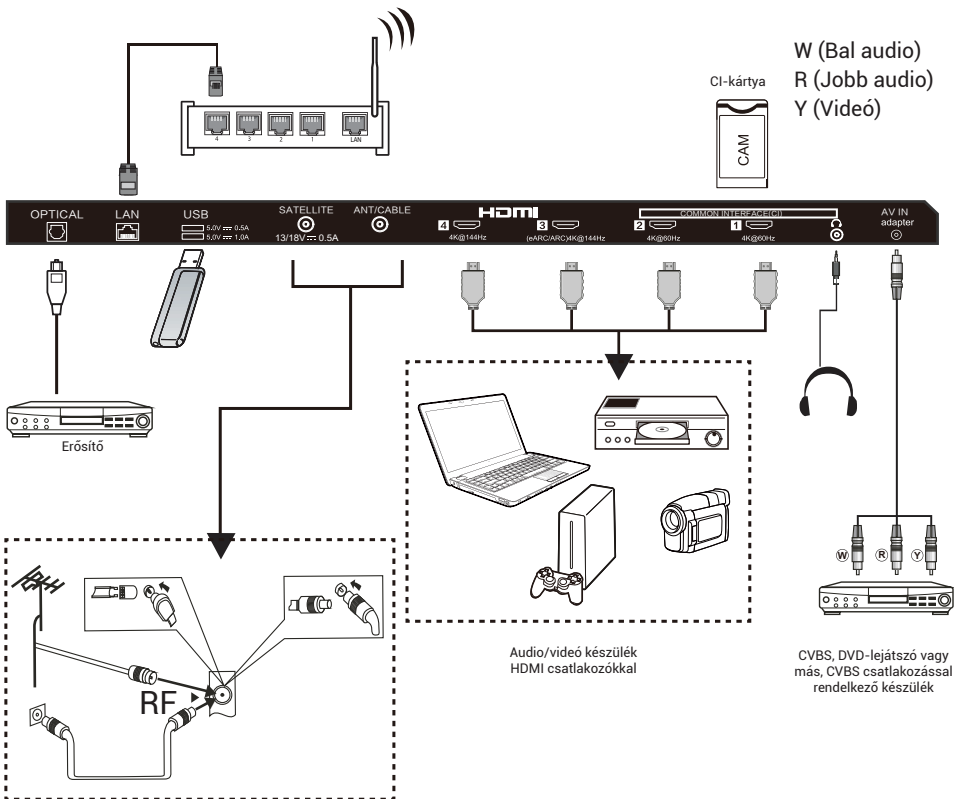 W (Bal audio)
R (Jobb audio)
Y (Videó)
CI-kártya
CAM
4 3 2 1 LAN
OPTICAL
LAN
USB
5.0V ⎓ 0.5A
5.0V ⎓ 1.0A
SATELLITE
13/18V ⎓ 0.5A
ANT/CABLE
HDMI
4
4K@144Hz
3
(eARC/ARC)4K@144Hz
COMMON INTERFACE(CI)
2
4K@60Hz
1
4K@60Hz
AV IN
adapter
Erősítő
RF
Audio/videó készülék
HDMI csatlakozókkal
W R Y
CVBS, DVD-lejátszó vagy
más, CVBS csatlakozással
rendelkező készülék